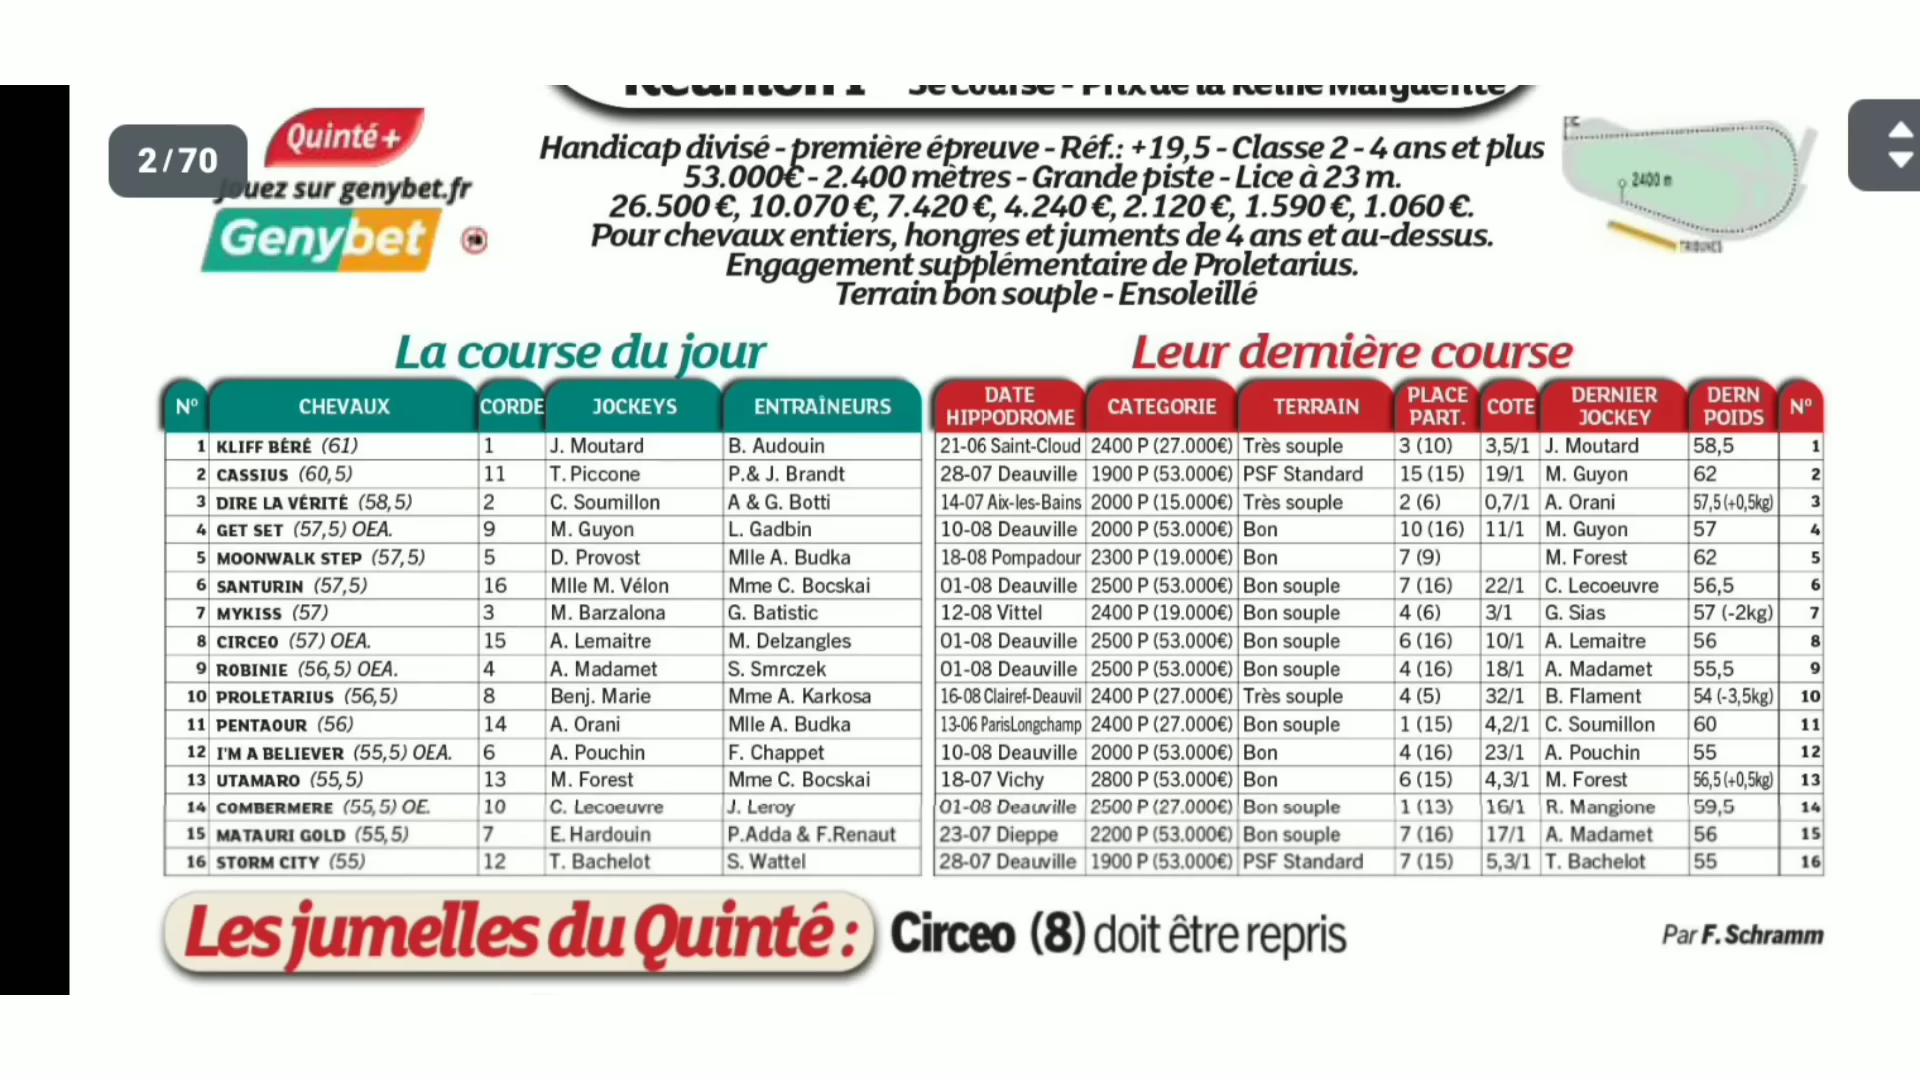 Réunion 1 - 3e course - Prix de la Reine Marguerite
Quinté+
2/70
Jouez sur genybet.fr
Genybet
Handicap divisé - première épreuve - Réf.: +19,5 - Classe 2 - 4 ans et plus
53.000€ - 2.400 mètres - Grande piste - Lice à 23 m.
26.500 €, 10.070 €, 7.420 €, 4.240 €, 2.120 €, 1.590 €, 1.060 €.
Pour chevaux entiers, hongres et juments de 4 ans et au-dessus.
Engagement supplémentaire de Proletarius.
Terrain bon souple - Ensoleillé
2400 m
TRIBUNES
La course du jour
Leur dernière course
N° CHEVAUX CORDE JOCKEYS ENTRAÎNEURS DATE HIPPODROME CATEGORIE TERRAIN PLACE PART. COTE DERNIER JOCKEY DERN POIDS N°
1 KLIFF BÉRÉ (61) 1 J. Moutard B. Audouin 21-06 Saint-Cloud 2400 P (27.000€) Très souple 3 (10) 3,5/1 J. Moutard 58,5 1
2 CASSIUS (60,5) 11 T. Piccone P.& J. Brandt 28-07 Deauville 1900 P (53.000€) PSF Standard 15 (15) 19/1 M. Guyon 62 2
3 DIRE LA VÉRITÉ (58,5) 2 C. Soumillon A & G. Botti 14-07 Aix-les-Bains 2000 P (15.000€) Très souple 2 (6) 0,7/1 A. Orani 57,5 (+0,5kg) 3
4 GET SET (57,5) OEA. 9 M. Guyon L. Gadbin 10-08 Deauville 2000 P (53.000€) Bon 10 (16) 11/1 M. Guyon 57 4
5 MOONWALK STEP (57,5) 5 D. Provost Mlle A. Budka 18-08 Pompadour 2300 P (19.000€) Bon 7 (9) M. Forest 62 5
6 SANTURIN (57,5) 16 Mlle M. Vélon Mme C. Bocskai 01-08 Deauville 2500 P (53.000€) Bon souple 7 (16) 22/1 C. Lecoeuvre 56,5 6
7 MYKISS (57) 3 M. Barzalona G. Batistic 12-08 Vittel 2400 P (19.000€) Bon souple 4 (6) 3/1 G. Sias 57 (-2kg) 7
8 CIRCEO (57) OEA. 15 A. Lemaitre M. Delzangles 01-08 Deauville 2500 P (53.000€) Bon souple 6 (16) 10/1 A. Lemaitre 56 8
9 ROBINIE (56,5) OEA. 4 A. Madamet S. Smrczek 01-08 Deauville 2500 P (53.000€) Bon souple 4 (16) 18/1 A. Madamet 55,5 9
10 PROLETARIUS (56,5) 8 Benj. Marie Mme A. Karkosa 16-08 Clairef-Deauvil 2400 P (27.000€) Très souple 4 (5) 32/1 B. Flament 54 (-3,5kg) 10
11 PENTAOUR (56) 14 A. Orani Mlle A. Budka 13-06 ParisLongchamp 2400 P (27.000€) Bon souple 1 (15) 4,2/1 C. Soumillon 60 11
12 I'M A BELIEVER (55,5) OEA. 6 A. Pouchin F. Chappet 10-08 Deauville 2000 P (53.000€) Bon 4 (16) 23/1 A. Pouchin 55 12
13 UTAMARO (55,5) 13 M. Forest Mme C. Bocskai 18-07 Vichy 2800 P (53.000€) Bon 6 (15) 4,3/1 M. Forest 56,5 (+0,5kg) 13
14 COMBERMERE (55,5) OE. 10 C. Lecoeuvre J. Leroy 01-08 Deauville 2500 P (27.000€) Bon souple 1 (13) 16/1 R. Mangione 59,5 14
15 MATAURI GOLD (55,5) 7 E. Hardouin P.Adda & F.Renaut 23-07 Dieppe 2200 P (53.000€) Bon souple 7 (16) 17/1 A. Madamet 56 15
16 STORM CITY (55) 12 T. Bachelot S. Wattel 28-07 Deauville 1900 P (53.000€) PSF Standard 7 (15) 5,3/1 T. Bachelot 55 16
Les jumelles du Quinté : Circeo (8) doit être repris
Par F. Schramm